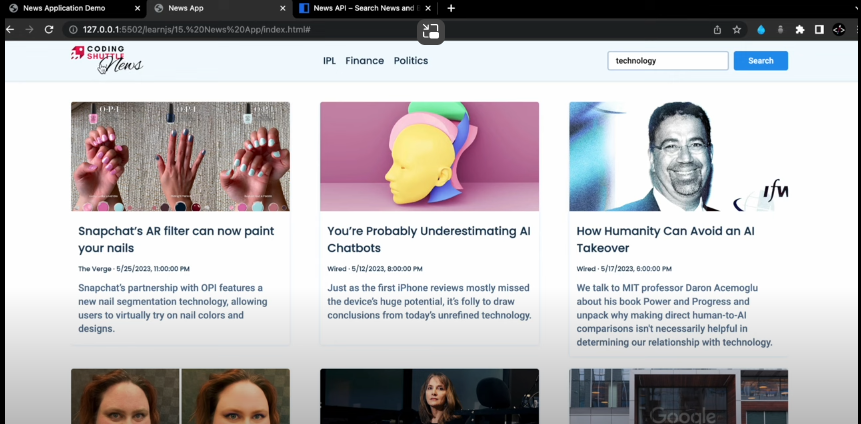 News Application Demo
News App
News API – Search News and
127.0.0.1:5502/learnjs/15.%20News%20App/index.html#
CODING
SHUTTLE
News
IPL Finance Politics
technology
Search
O·P·I
O·P·I
Snapchat's AR filter can now paint
your nails
The Verge · 5/25/2023, 11:00:00 PM
Snapchat's partnership with OPI features a
new nail segmentation technology, allowing
users to virtually try on nail colors and
designs.
You're Probably Underestimating AI
Chatbots
Wired · 5/12/2023, 8:00:00 PM
Just as the first iPhone reviews mostly missed
the device's huge potential, it's folly to draw
conclusions from today's unrefined technology.
ifw
How Humanity Can Avoid an AI
Takeover
Wired · 5/17/2023, 6:00:00 PM
We talk to MIT professor Daron Acemoglu
about his book Power and Progress and
unpack why making direct human-to-AI
comparisons isn't necessarily helpful in
determining our relationship with technology.
Google